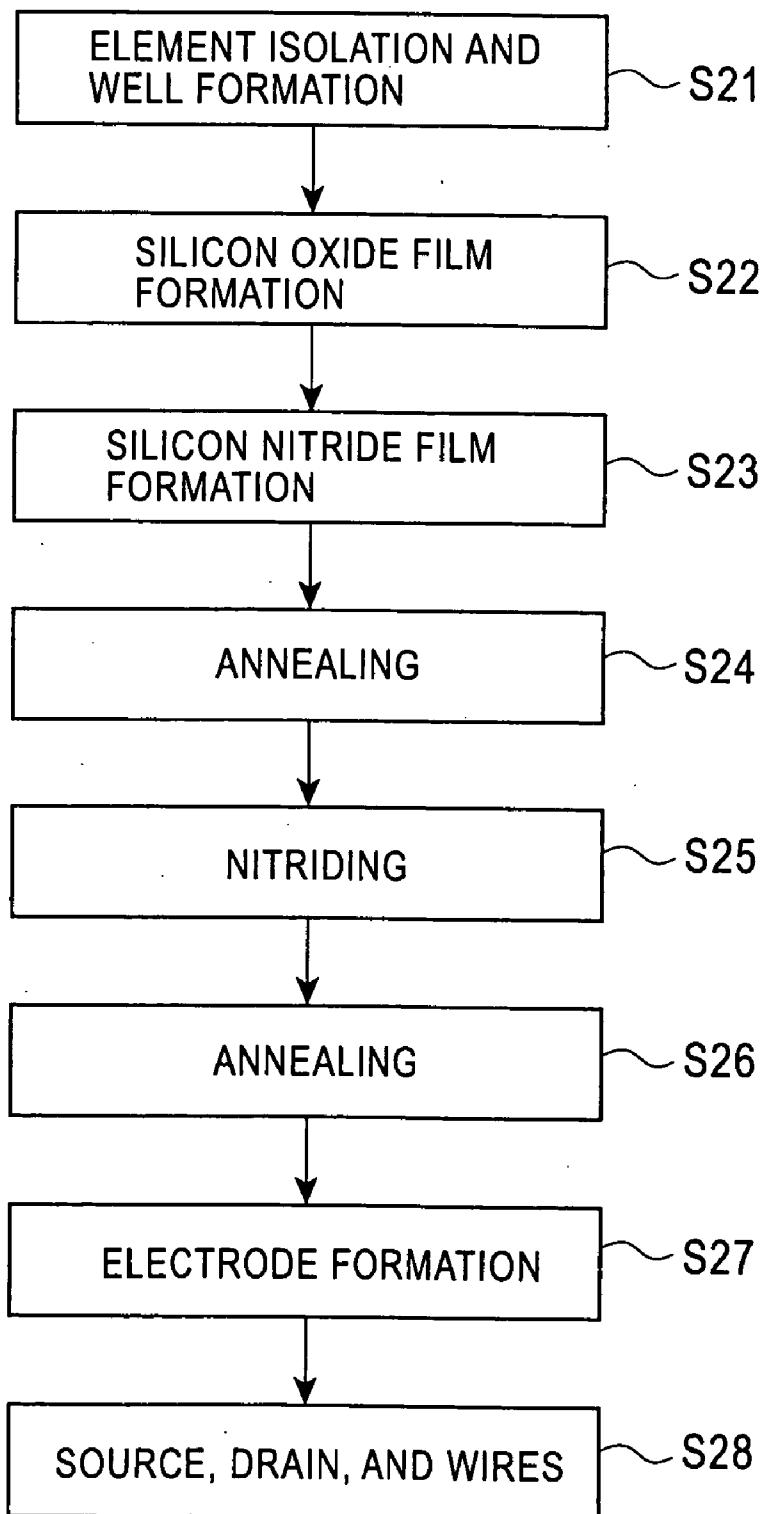 ELEMENT ISOLATION AND
WELL FORMATION
S21
SILICON OXIDE FILM
FORMATION
S22
SILICON NITRIDE FILM
FORMATION
S23
ANNEALING
S24
NITRIDING
S25
ANNEALING
S26
ELECTRODE FORMATION
S27
SOURCE, DRAIN, AND WIRES
S28